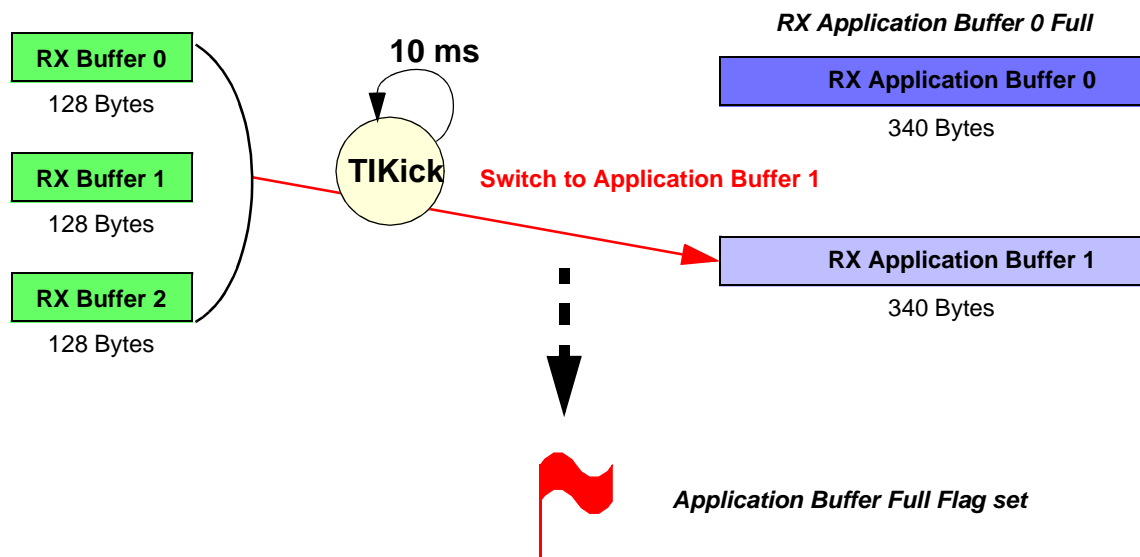 RX Application Buffer 0 Full
RX Buffer 0
128 Bytes
10 ms
RX Application Buffer 0
340 Bytes
RX Buffer 1
128 Bytes
TIKick
Switch to Application Buffer 1
RX Application Buffer 1
340 Bytes
RX Buffer 2
128 Bytes
Application Buffer Full Flag set